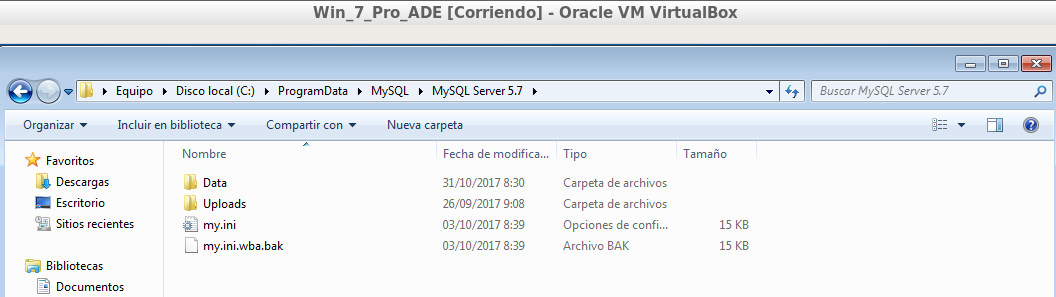 Win_7_Pro_ADE [Corriendo] - Oracle VM VirtualBox
Equipo Disco local (C:) ProgramData MySQL MySQL Server 5.7 Buscar MySQL Server 5.7
Organizar Incluir en biblioteca Compartir con Nueva carpeta
Favoritos
Descargas
Escritorio
Sitios recientes
Bibliotecas
Documentos
Nombre Fecha de modifica... Tipo Tamaño
Data 31/10/2017 8:30 Carpeta de archivos
Uploads 26/09/2017 9:08 Carpeta de archivos
my.ini 03/10/2017 8:39 Opciones de confi... 15 KB
my.ini.wba.bak 03/10/2017 8:39 Archivo BAK 15 KB